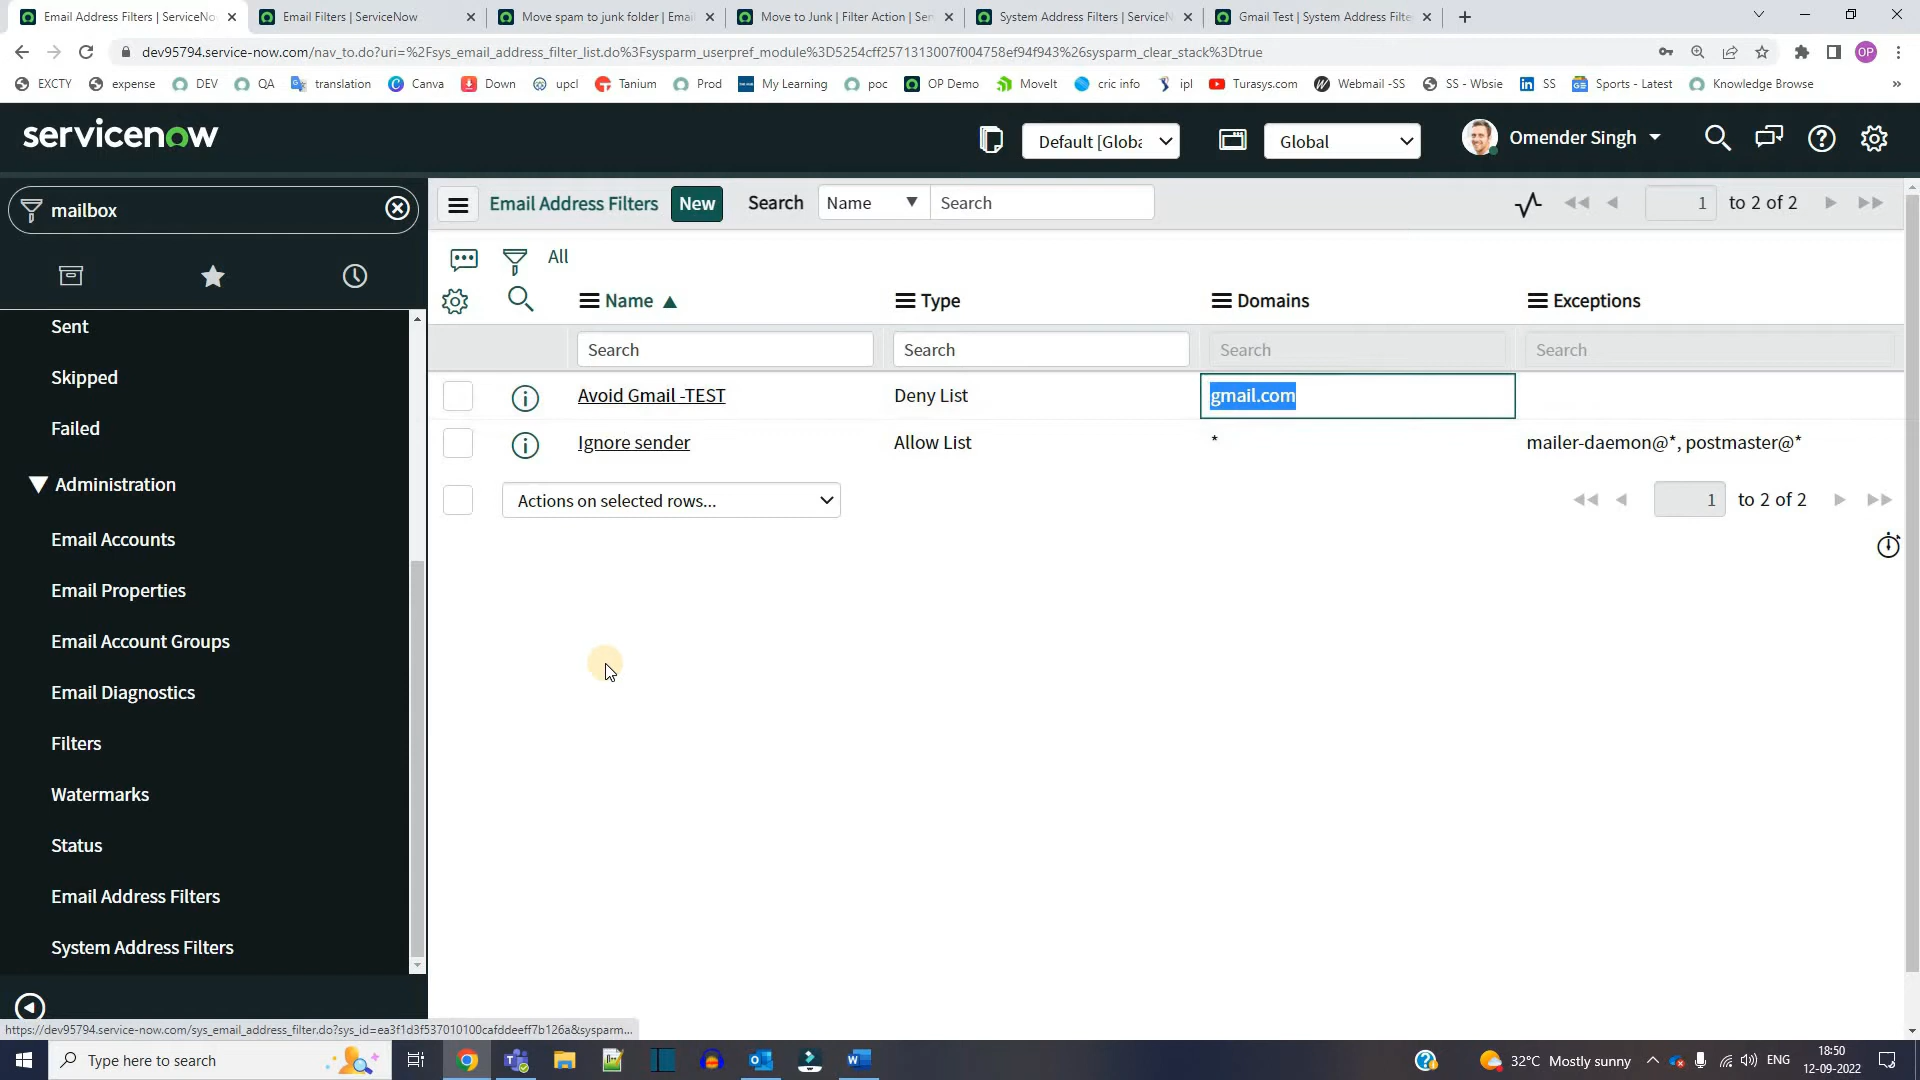 Email Address Filters | ServiceNo
Email Filters | ServiceNow
Move spam to junk folder | Emai
Move to Junk | Filter Action | Ser
System Address Filters | ServiceN
Gmail Test | System Address Filte
dev95794.service-now.com/nav_to.do?uri=%2Fsys_email_address_filter_list.do%3Fsysparm_userpref_module%3D5254cff2571313007f004758ef94f943%26sysparm_clear_stack%3Dtrue
OP
EXCTY expense DEV QA translation Canva Down upcl Tanium Prod My Learning poc OP Demo MoveIt cric info ipl Turasys.com Webmail -SS SS - Wbsie SS Sports - Latest Knowledge Browse »
servicenow
Default [Globa
Global
Omender Singh
mailbox
Email Address Filters New Search Name Search 1 to 2 of 2
All
Name Type Domains Exceptions
Search Search Search Search
Avoid Gmail -TEST Deny List gmail.com
Ignore sender Allow List * mailer-daemon@*, postmaster@*
Actions on selected rows... 1 to 2 of 2
Sent
Skipped
Failed
Administration
Email Accounts
Email Properties
Email Account Groups
Email Diagnostics
Filters
Watermarks
Status
Email Address Filters
System Address Filters
https://dev95794.service-now.com/sys_email_address_filter.do?sys_id=ea3f1d3f537010100cafddeeff7b126a&sysparm...
Type here to search
32°C Mostly sunny
ENG
18:50
12-09-2022